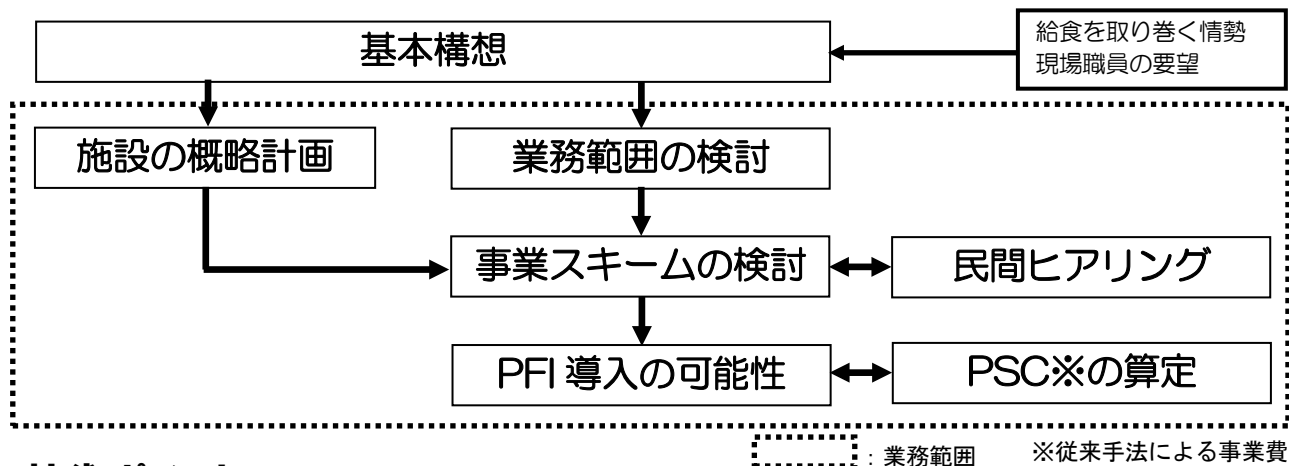 基本構想
給食を取り巻く情勢
現場職員の要望
施設の概略計画
業務範囲の検討
事業スキームの検討
民間ヒアリング
PFI 導入の可能性
PSC※の算定
:業務範囲
※従来手法による事業費